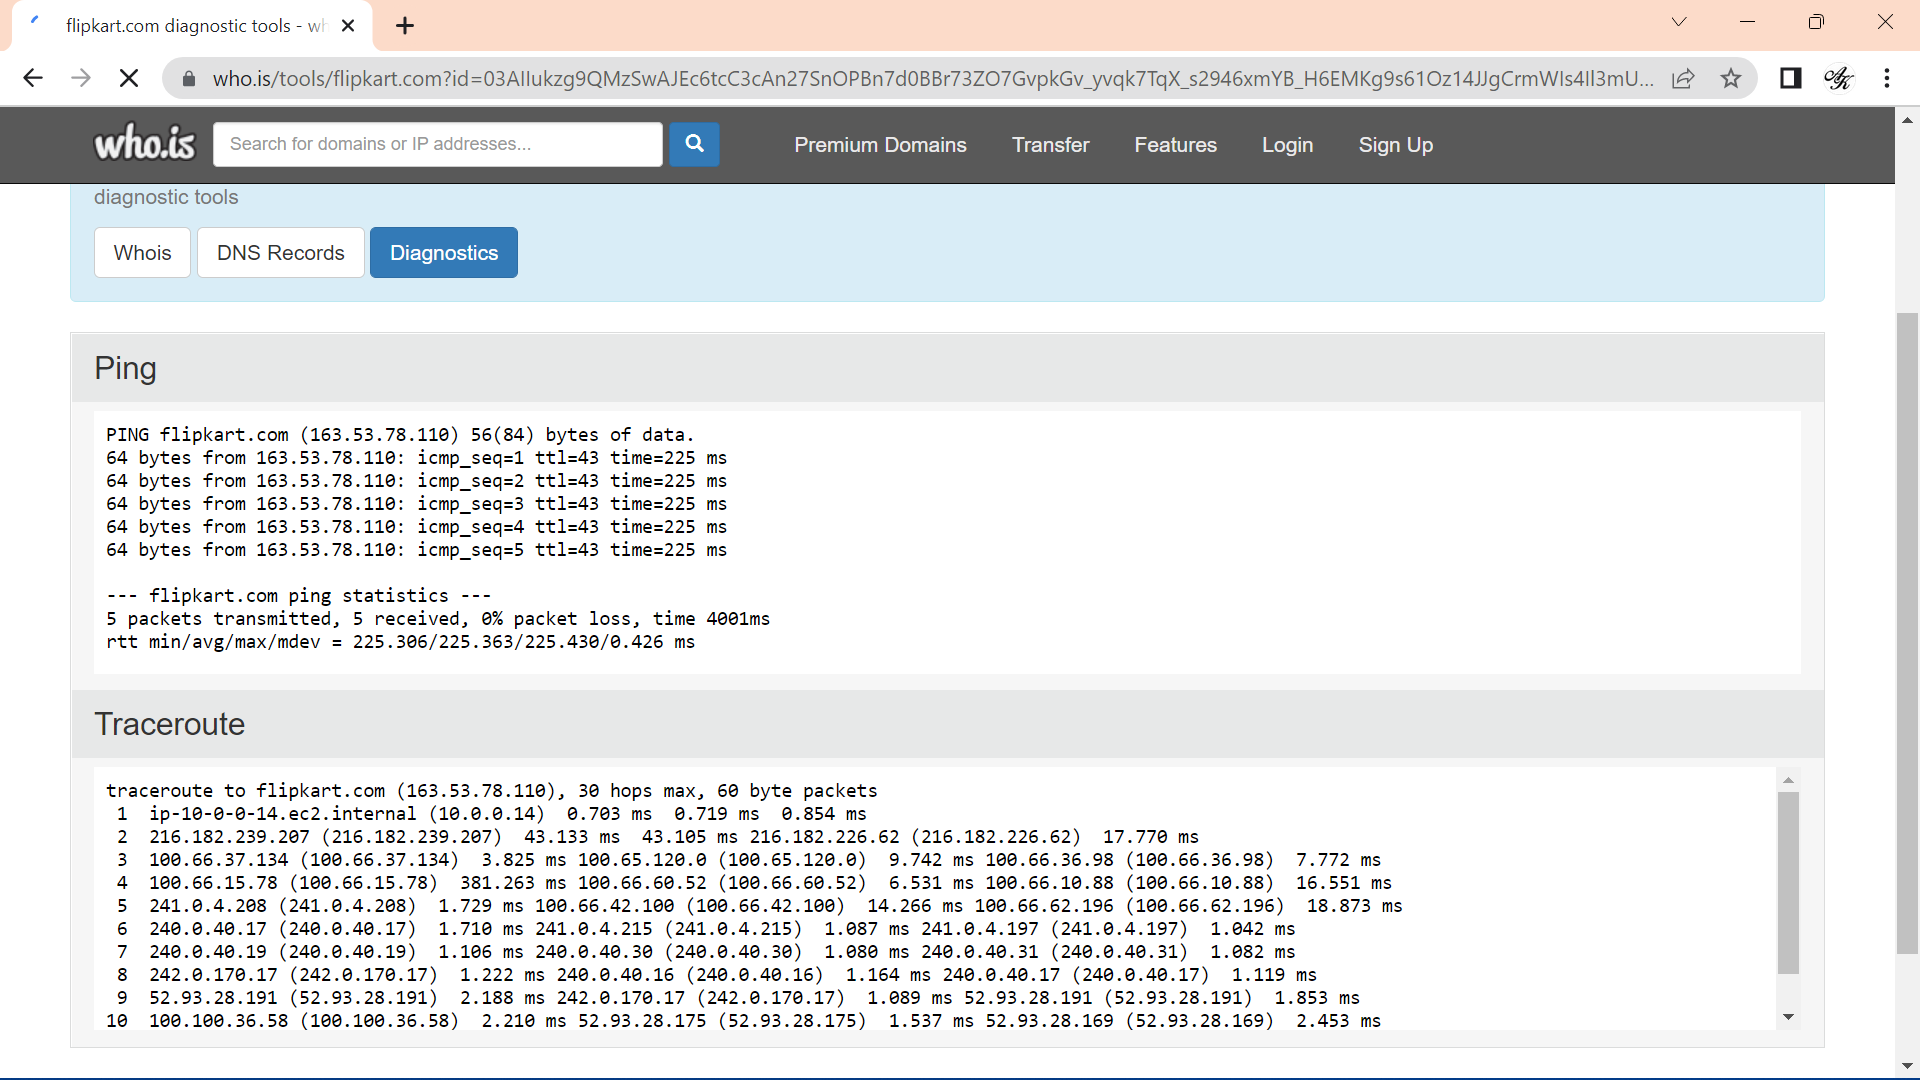 flipkart.com diagnostic tools - wh
who.is/tools/flipkart.com?id=03AIIukzg9QMzSwAJEc6tcC3cAn27SnOPBn7d0BBr73ZO7GvpkGv_yvqk7TqX_s2946xmYB_H6EMKg9s61Oz14JJgCrmWIs4Il3mU...
who.is
Search for domains or IP addresses...
Premium Domains Transfer Features Login Sign Up
diagnostic tools
Whois DNS Records Diagnostics
Ping
PING flipkart.com (163.53.78.110) 56(84) bytes of data.
64 bytes from 163.53.78.110: icmp_seq=1 ttl=43 time=225 ms
64 bytes from 163.53.78.110: icmp_seq=2 ttl=43 time=225 ms
64 bytes from 163.53.78.110: icmp_seq=3 ttl=43 time=225 ms
64 bytes from 163.53.78.110: icmp_seq=4 ttl=43 time=225 ms
64 bytes from 163.53.78.110: icmp_seq=5 ttl=43 time=225 ms
--- flipkart.com ping statistics ---
5 packets transmitted, 5 received, 0% packet loss, time 4001ms
rtt min/avg/max/mdev = 225.306/225.363/225.430/0.426 ms
Traceroute
traceroute to flipkart.com (163.53.78.110), 30 hops max, 60 byte packets
1 ip-10-0-0-14.ec2.internal (10.0.0.14) 0.703 ms 0.719 ms 0.854 ms
2 216.182.239.207 (216.182.239.207) 43.133 ms 43.105 ms 216.182.226.62 (216.182.226.62) 17.770 ms
3 100.66.37.134 (100.66.37.134) 3.825 ms 100.65.120.0 (100.65.120.0) 9.742 ms 100.66.36.98 (100.66.36.98) 7.772 ms
4 100.66.15.78 (100.66.15.78) 381.263 ms 100.66.60.52 (100.66.60.52) 6.531 ms 100.66.10.88 (100.66.10.88) 16.551 ms
5 241.0.4.208 (241.0.4.208) 1.729 ms 100.66.42.100 (100.66.42.100) 14.266 ms 100.66.62.196 (100.66.62.196) 18.873 ms
6 240.0.40.17 (240.0.40.17) 1.710 ms 241.0.4.215 (241.0.4.215) 1.087 ms 241.0.4.197 (241.0.4.197) 1.042 ms
7 240.0.40.19 (240.0.40.19) 1.106 ms 240.0.40.30 (240.0.40.30) 1.080 ms 240.0.40.31 (240.0.40.31) 1.082 ms
8 242.0.170.17 (242.0.170.17) 1.222 ms 240.0.40.16 (240.0.40.16) 1.164 ms 240.0.40.17 (240.0.40.17) 1.119 ms
9 52.93.28.191 (52.93.28.191) 2.188 ms 242.0.170.17 (242.0.170.17) 1.089 ms 52.93.28.191 (52.93.28.191) 1.853 ms
10 100.100.36.58 (100.100.36.58) 2.210 ms 52.93.28.175 (52.93.28.175) 1.537 ms 52.93.28.169 (52.93.28.169) 2.453 ms